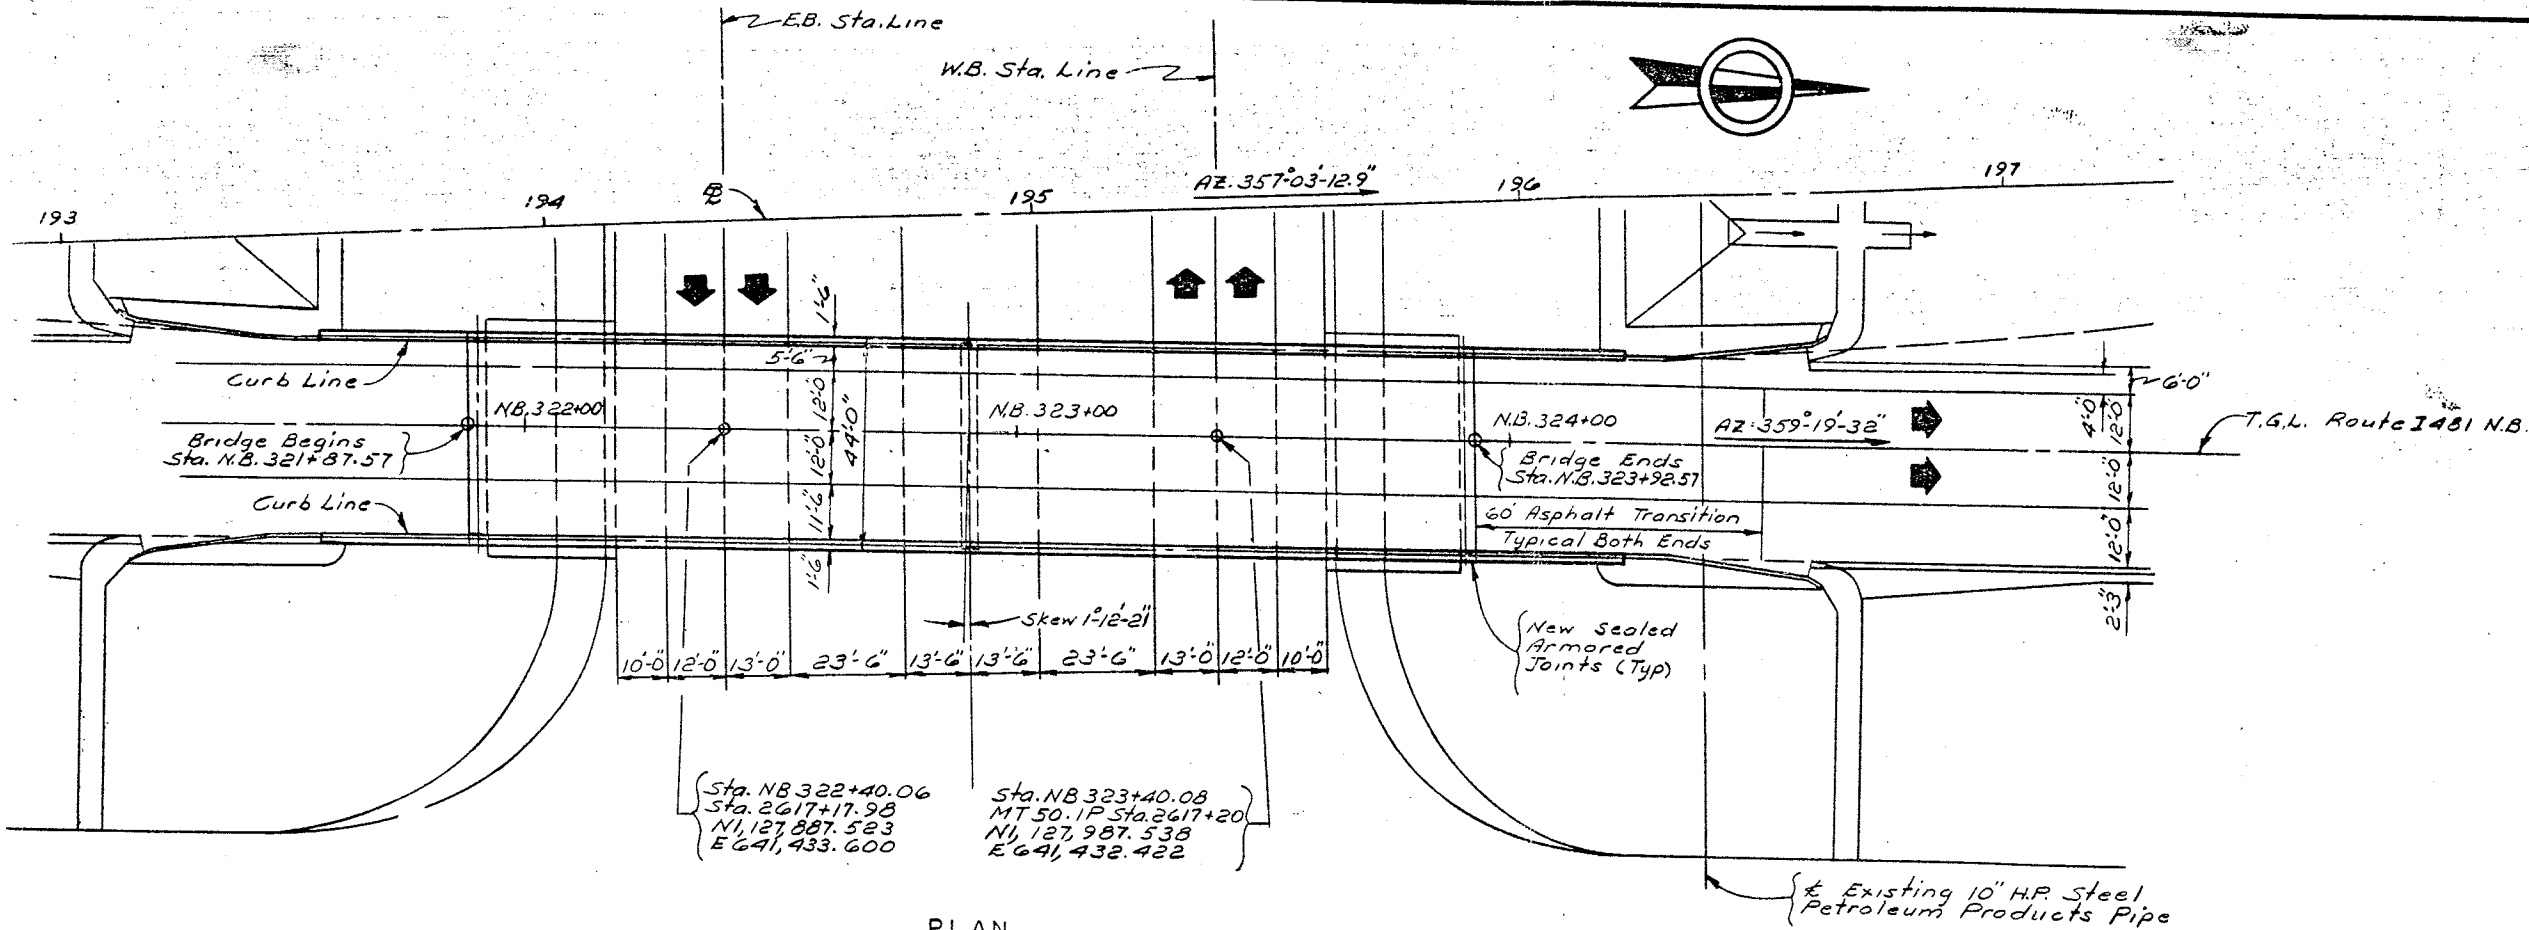 E.B. Sta. Line
W.B. Sta. Line
AZ. 357°-03'-12.9"
193
194
195
196
197
1'-6"
5'-6"
12'-0"
12'-0"
44'-0"
11'-6"
1'-6"
Curb Line
N.B. 322+00
N.B. 323+00
N.B. 324+00
AZ. 359°-19'-32"
6'-0"
4'-0"
12'-0"
12'-0"
12'-0"
2'-3"
T.G.L. Route I 481 N.B.
Bridge Begins
Sta. N.B. 321+87.57
Bridge Ends
Sta. N.B. 323+92.57
Curb Line
60' Asphalt Transition
Typical Both Ends
Skew 1°-12'-21"
10'-0" 12'-0" 13'-0" 23'-6" 13'-6" 13'-6" 23'-6" 13'-0" 12'-0" 10'-0"
New Sealed
Armored
Joints (Typ)
Sta. NB 322+40.06
Sta. 2617+17.98
N1,127,887.523
E 641,433.600
Sta. NB 323+40.08
MT 50.1P Sta. 2617+20
N1,127,987.538
E 641,432.422
℄ Existing 10" H.P. Steel
Petroleum Products Pipe
PLAN